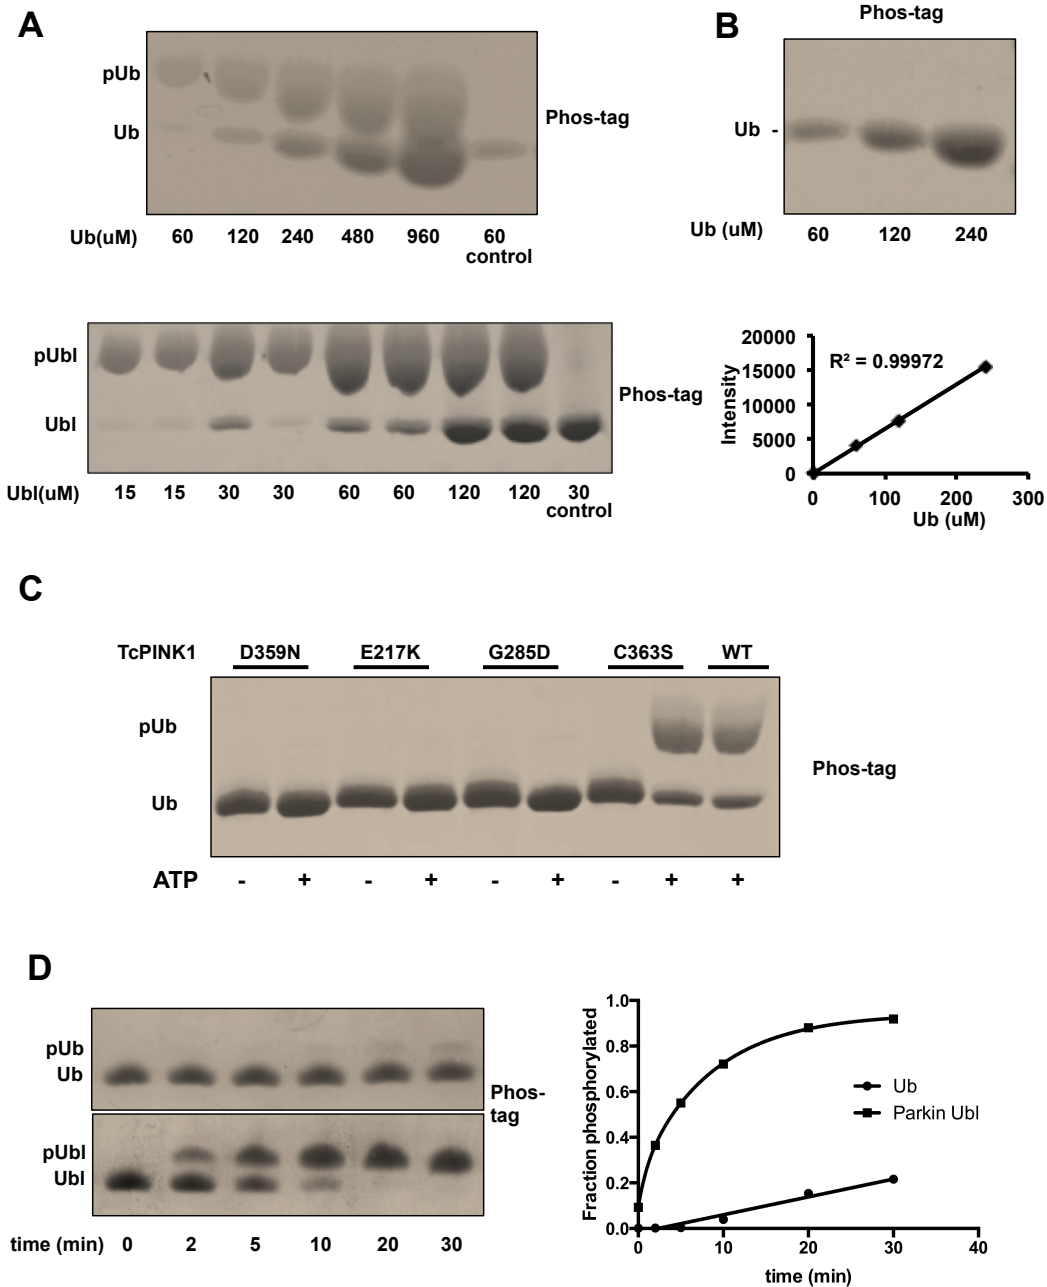 A
pUb
Ub
Phos-tag
Ub(uM) 60 120 240 480 960 60
control
pUbl
Ubl
Phos-tag
Ubl(uM) 15 15 30 30 60 60 120 120 30
control
B
Phos-tag
Ub -
Ub (uM) 60 120 240
20000
15000
10000
5000
0
Intensity
R² = 0.99972
0 100 200 300
Ub (uM)
C
TcPINK1 D359N E217K G285D C363S WT
pUb
Ub
Phos-tag
ATP - + - + - + - + +
D
pUb
Ub
Phos-
tag
pUbl
Ubl
time (min) 0 2 5 10 20 30
Fraction phosphorylated
1.0
0.8
0.6
0.4
0.2
0.0
Ub
Parkin Ubl
0 10 20 30 40
time (min)